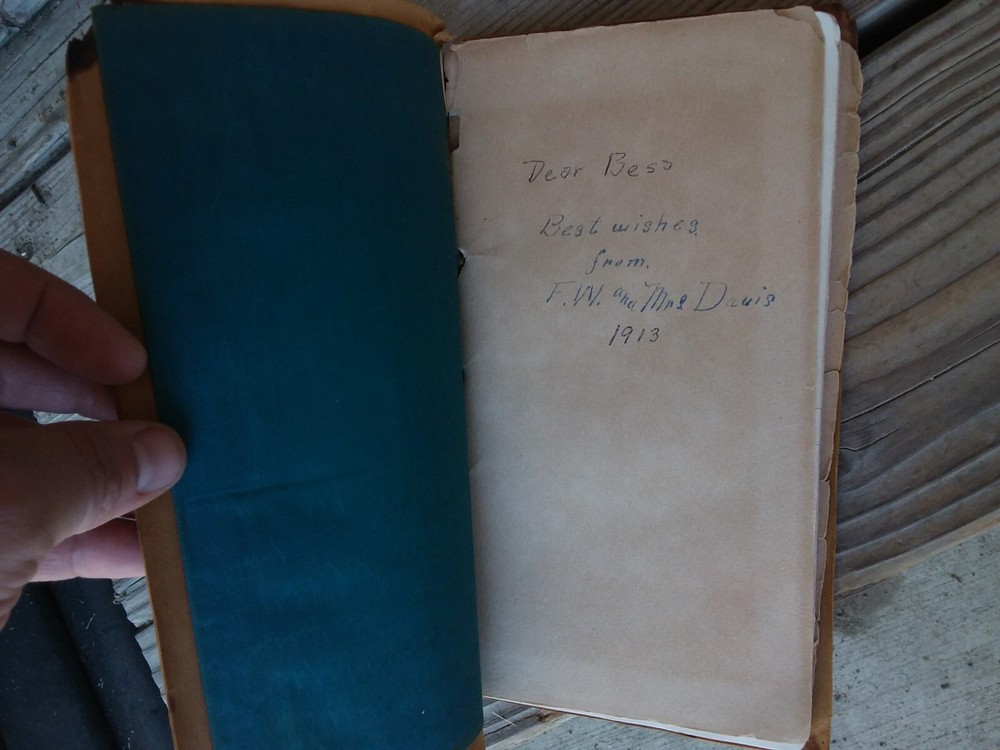 Dear Bess
Best wishes
from.
F.W. and Mrs Davis
1913